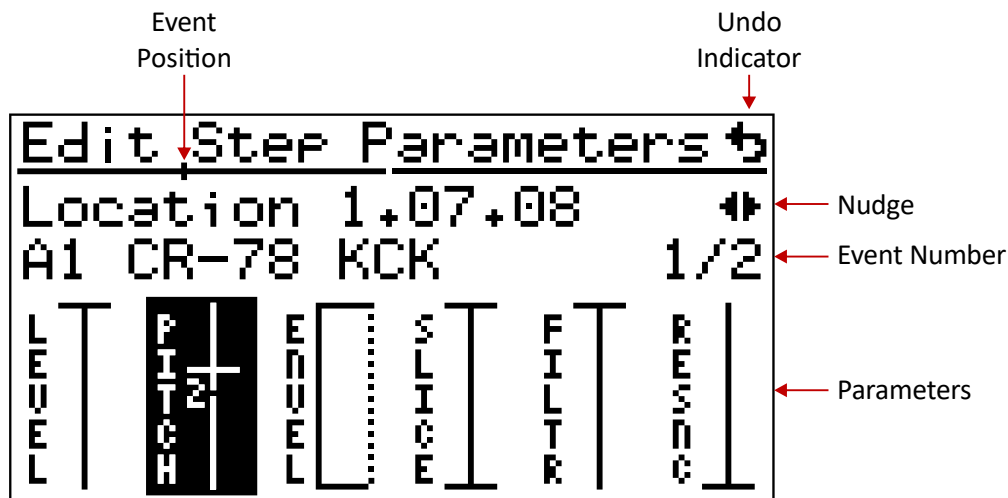 Event
Position
Undo
Indicator
Edit Step Parameters
Location 1.07.08
Nudge
A1 CR-78 KCK 1/2
Event Number
LEVEL
PITCH
2
ENVEL
SLICE
FILTR
RESNC
Parameters